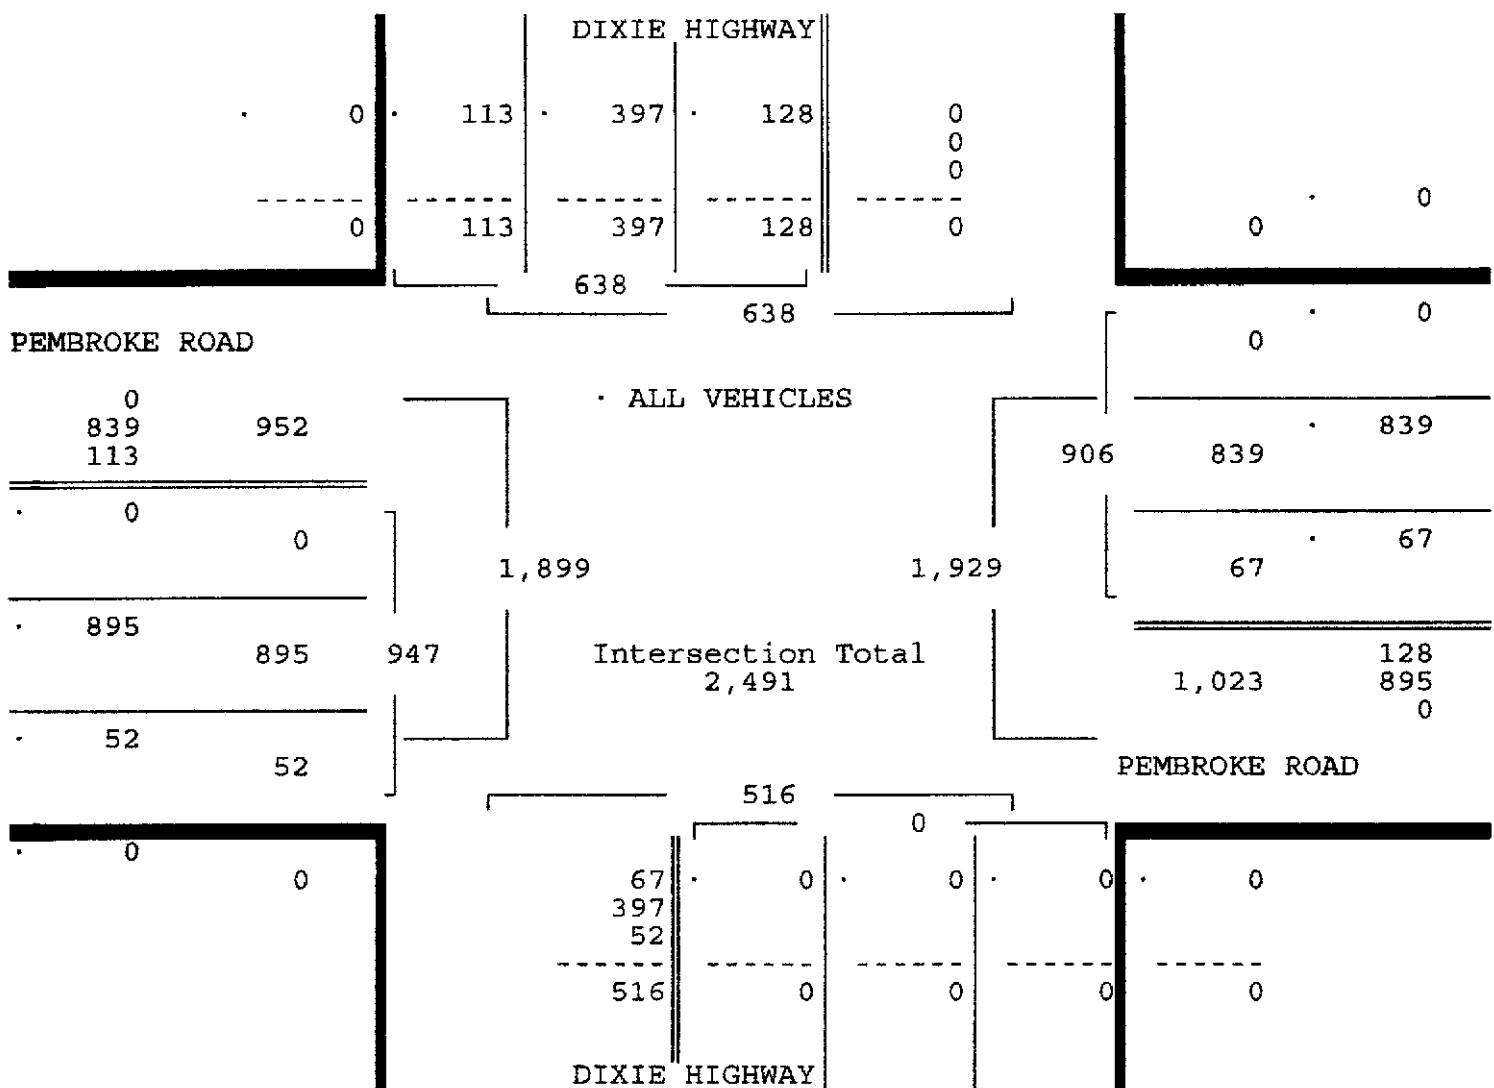 DIXIE HIGHWAY
· 0 · 113 · 397 · 128 0
0
0
· 0
0 113 397 128 0 0
638
638
· 0
PEMBROKE ROAD 0
0 · ALL VEHICLES
839 952 · 839
113 906 839
· 0
0 · 67
1,899 1,929 67
· 895
895 947 Intersection Total 128
2,491 1,023 895
0
· 52
52 PEMBROKE ROAD
516
0
· 0
0 67 · 0 · 0 · 0 · 0
397
52
516 0 0 0 0
DIXIE HIGHWAY